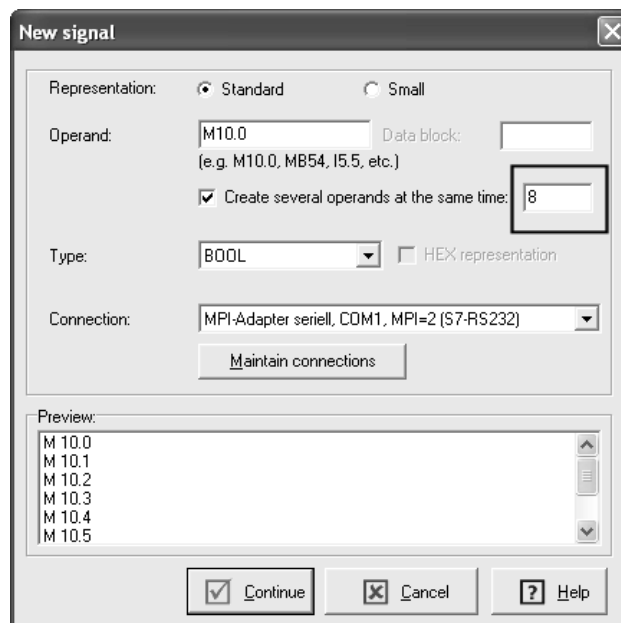 New signal
Representation: Standard Small
Operand: M10.0 Data block:
(e.g. M10.0, MB54, I5.5, etc.)
Create several operands at the same time: 8
Type: BOOL HEX representation
Connection: MPI-Adapter seriell, COM1, MPI=2 (S7-RS232)
Maintain connections
Preview:
M 10.0
M 10.1
M 10.2
M 10.3
M 10.4
M 10.5
Continue Cancel ? Help